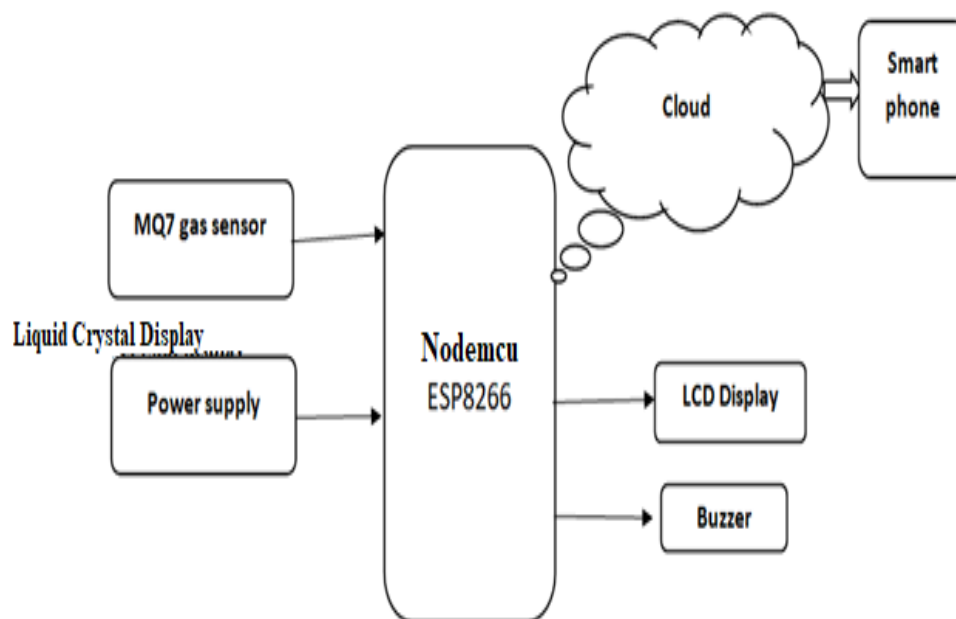 Smart
phone
Cloud
MQ7 gas sensor
Liquid Crystal Display
Nodemcu
ESP8266
Power supply
LCD Display
Buzzer